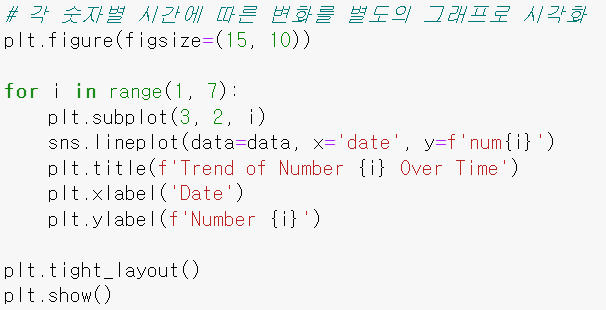 # 각 숫자별 시간에 따른 변화를 별도의 그래프로 시각화
plt.figure(figsize=(15, 10))

for i in range(1, 7):
    plt.subplot(3, 2, i)
    sns.lineplot(data=data, x='date', y=f'num{i}')
    plt.title(f'Trend of Number {i} Over Time')
    plt.xlabel('Date')
    plt.ylabel(f'Number {i}')

plt.tight_layout()
plt.show()